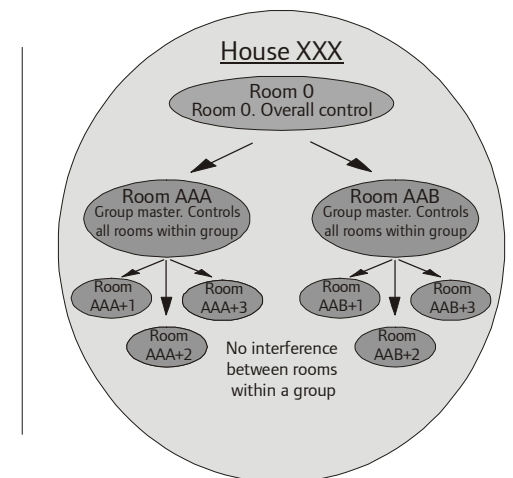 House XXX
Room 0
Room 0. Overall control
Room AAA
Group master. Controls
all rooms within group
Room AAB
Group master. Controls
all rooms within group
Room
AAA+1
Room
AAA+3
Room
AAA+2
Room
AAB+1
Room
AAB+3
Room
AAB+2
No interference
between rooms
within a group